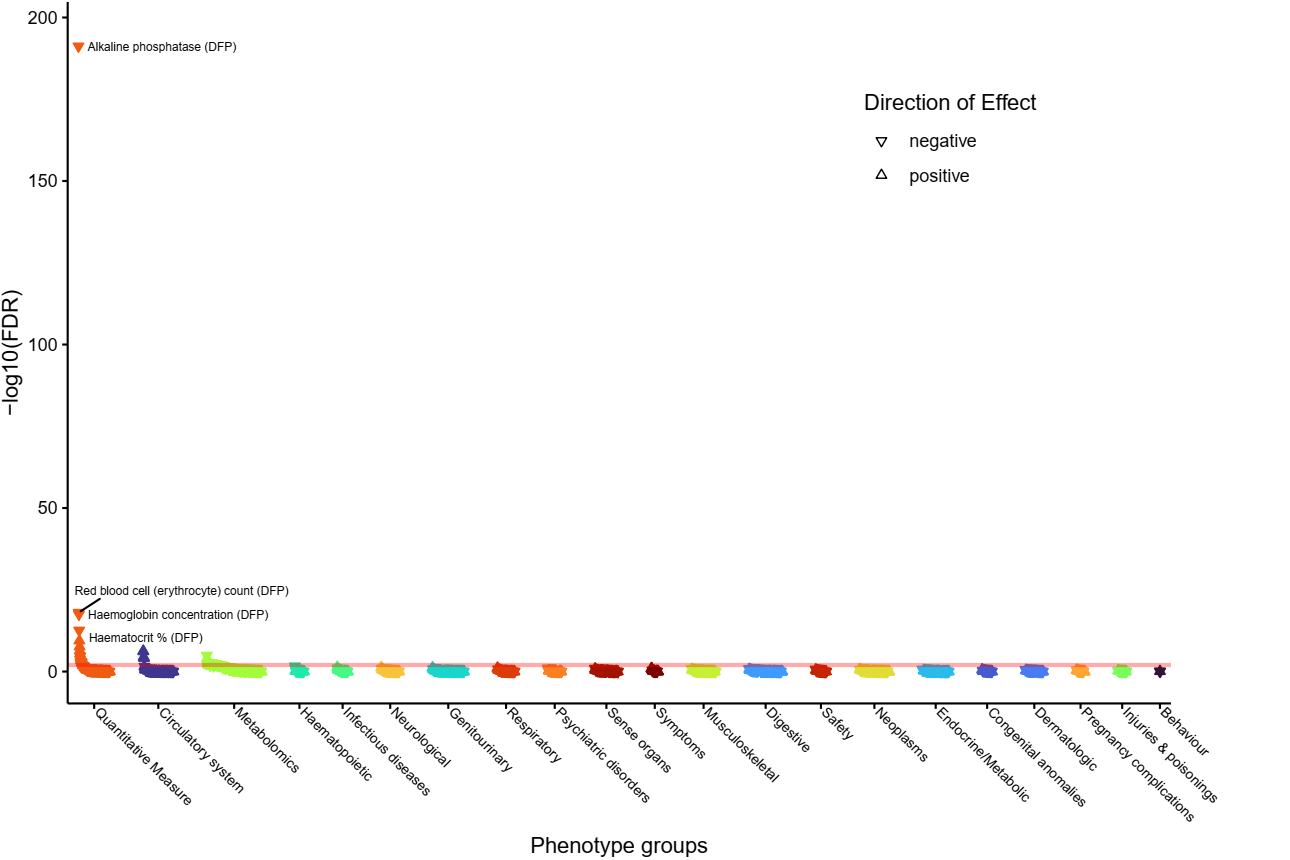 200
Alkaline phosphatase (DFP)
Direction of Effect
negative
positive
150
−log10(FDR)
100
50
Red blood cell (erythrocyte) count (DFP)
Haemoglobin concentration (DFP)
Haematocrit % (DFP)
0
Quantitative Measure
Circulatory system
Metabolomics
Haematopoietic
Infectious diseases
Neurological
Genitourinary
Respiratory
Psychiatric disorders
Sense organs
Symptoms
Musculoskeletal
Digestive
Safety
Neoplasms
Endocrine/Metabolic
Congenital anomalies
Dermatologic
Pregnancy complications
Injuries & poisonings
Behaviour
Phenotype groups